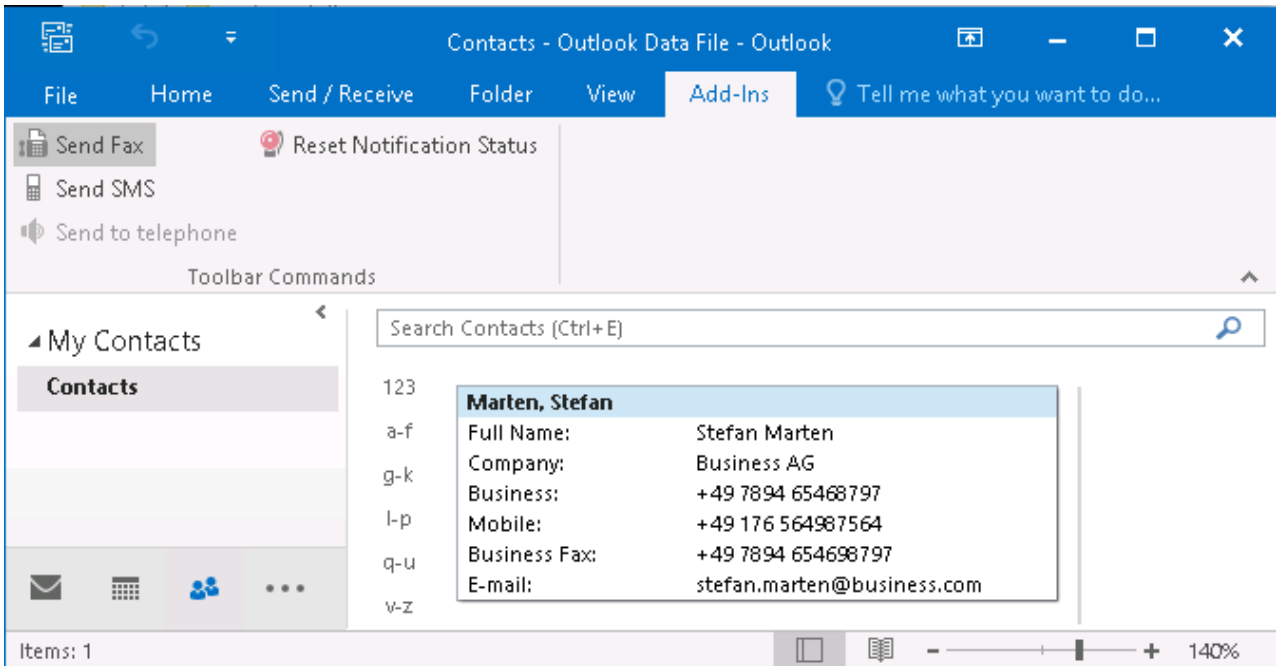 Contacts - Outlook Data File - Outlook
File Home Send / Receive Folder View Add-Ins Tell me what you want to do...
Send Fax Reset Notification Status
Send SMS
Send to telephone
Toolbar Commands
My Contacts
Contacts
Search Contacts (Ctrl+E)
123
a-f
g-k
l-p
q-u
v-z
Marten, Stefan
Full Name: Stefan Marten
Company: Business AG
Business: +49 7894 65468797
Mobile: +49 176 564987564
Business Fax: +49 7894 654698797
E-mail: stefan.marten@business.com
Items: 1 140%